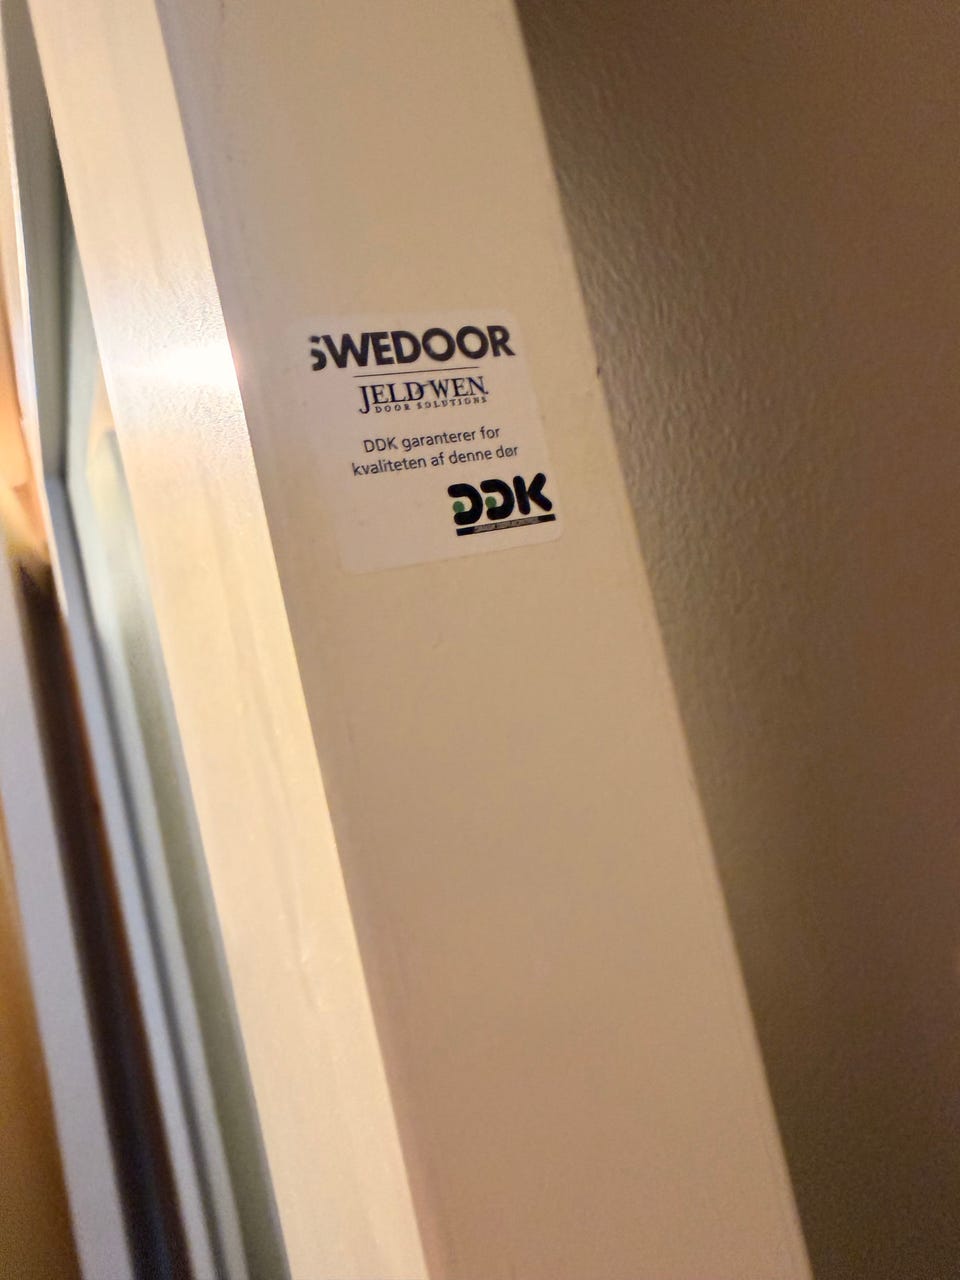 SWEDOOR
JELD-WEN.
DOOR SOLUTIONS
DDK garanterer for
kvaliteten af denne dør
DDK